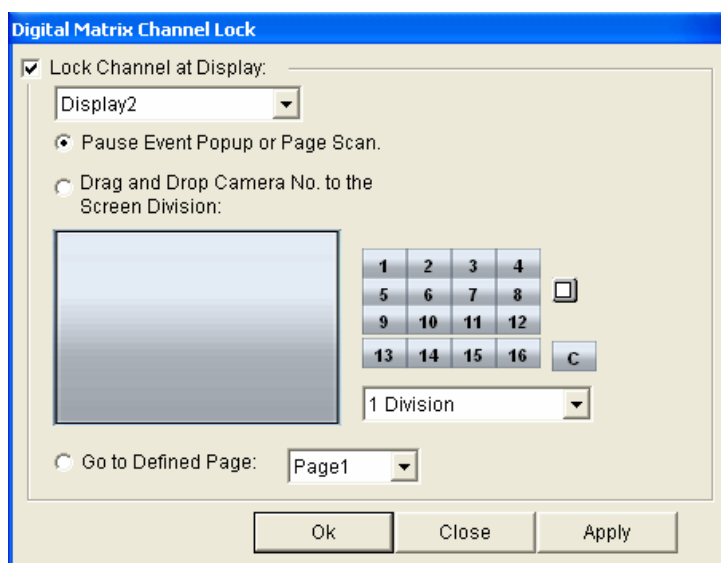 Digital Matrix Channel Lock
Lock Channel at Display:
Display2
Pause Event Popup or Page Scan.
Drag and Drop Camera No. to the
Screen Division:
1 2 3 4
5 6 7 8
9 10 11 12
13 14 15 16 C
1 Division
Go to Defined Page: Page1
Ok Close Apply